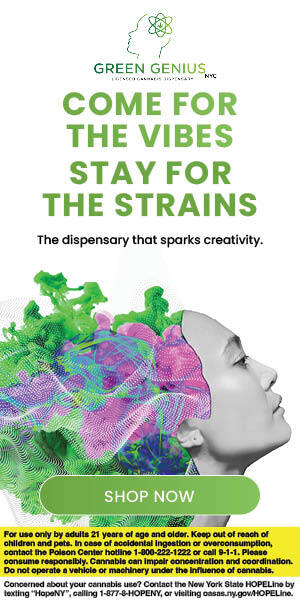 GREEN GENIUS
NYC
LICENSED CANNABIS DISPENSARY
COME FOR
THE VIBES
STAY FOR
THE STRAINS
The dispensary that sparks creativity.
SHOP NOW
For use only by adults 21 years of age and older. Keep out of reach of
children and pets. In case of accidental ingestion or overconsumption,
contact the Poison Center hotline 1-800-222-1222 or call 9-1-1. Please
consume responsibly. Cannabis can impair concentration and coordination.
Do not operate a vehicle or machinery under the influence of cannabis.
Concerned about your cannabis use? Contact the New York State HOPELine by
texting "HopeNY", calling 1-877-8-HOPENY, or visiting oasas.ny.gov/HOPELine.